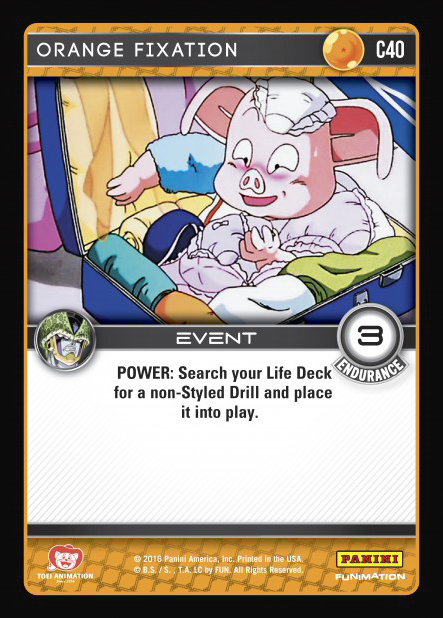 ORANGE FIXATION
C40
EVENT
3
ENDURANCE
POWER: Search your Life Deck
for a non-Styled Drill and place
it into play.
TOEI ANIMATION
© 2016 Panini America, Inc. Printed in the USA.
© B.S. / S. , T.A. LC by FUN. All Rights Reserved.
PANINI
FUNIMATION